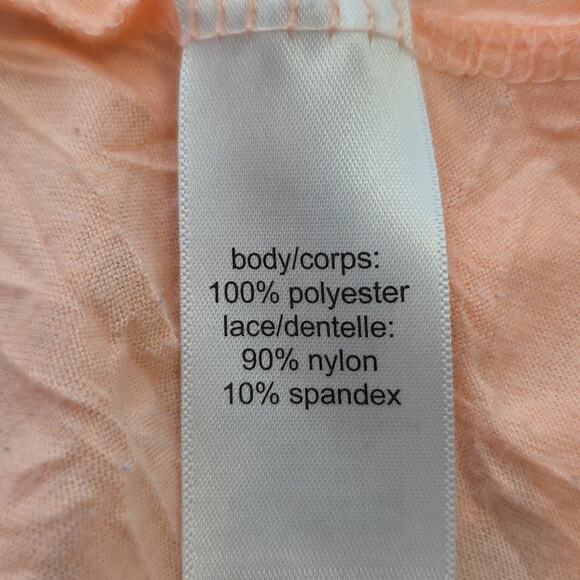 body/corps:
100% polyester
lace/dentelle:
90% nylon
10% spandex